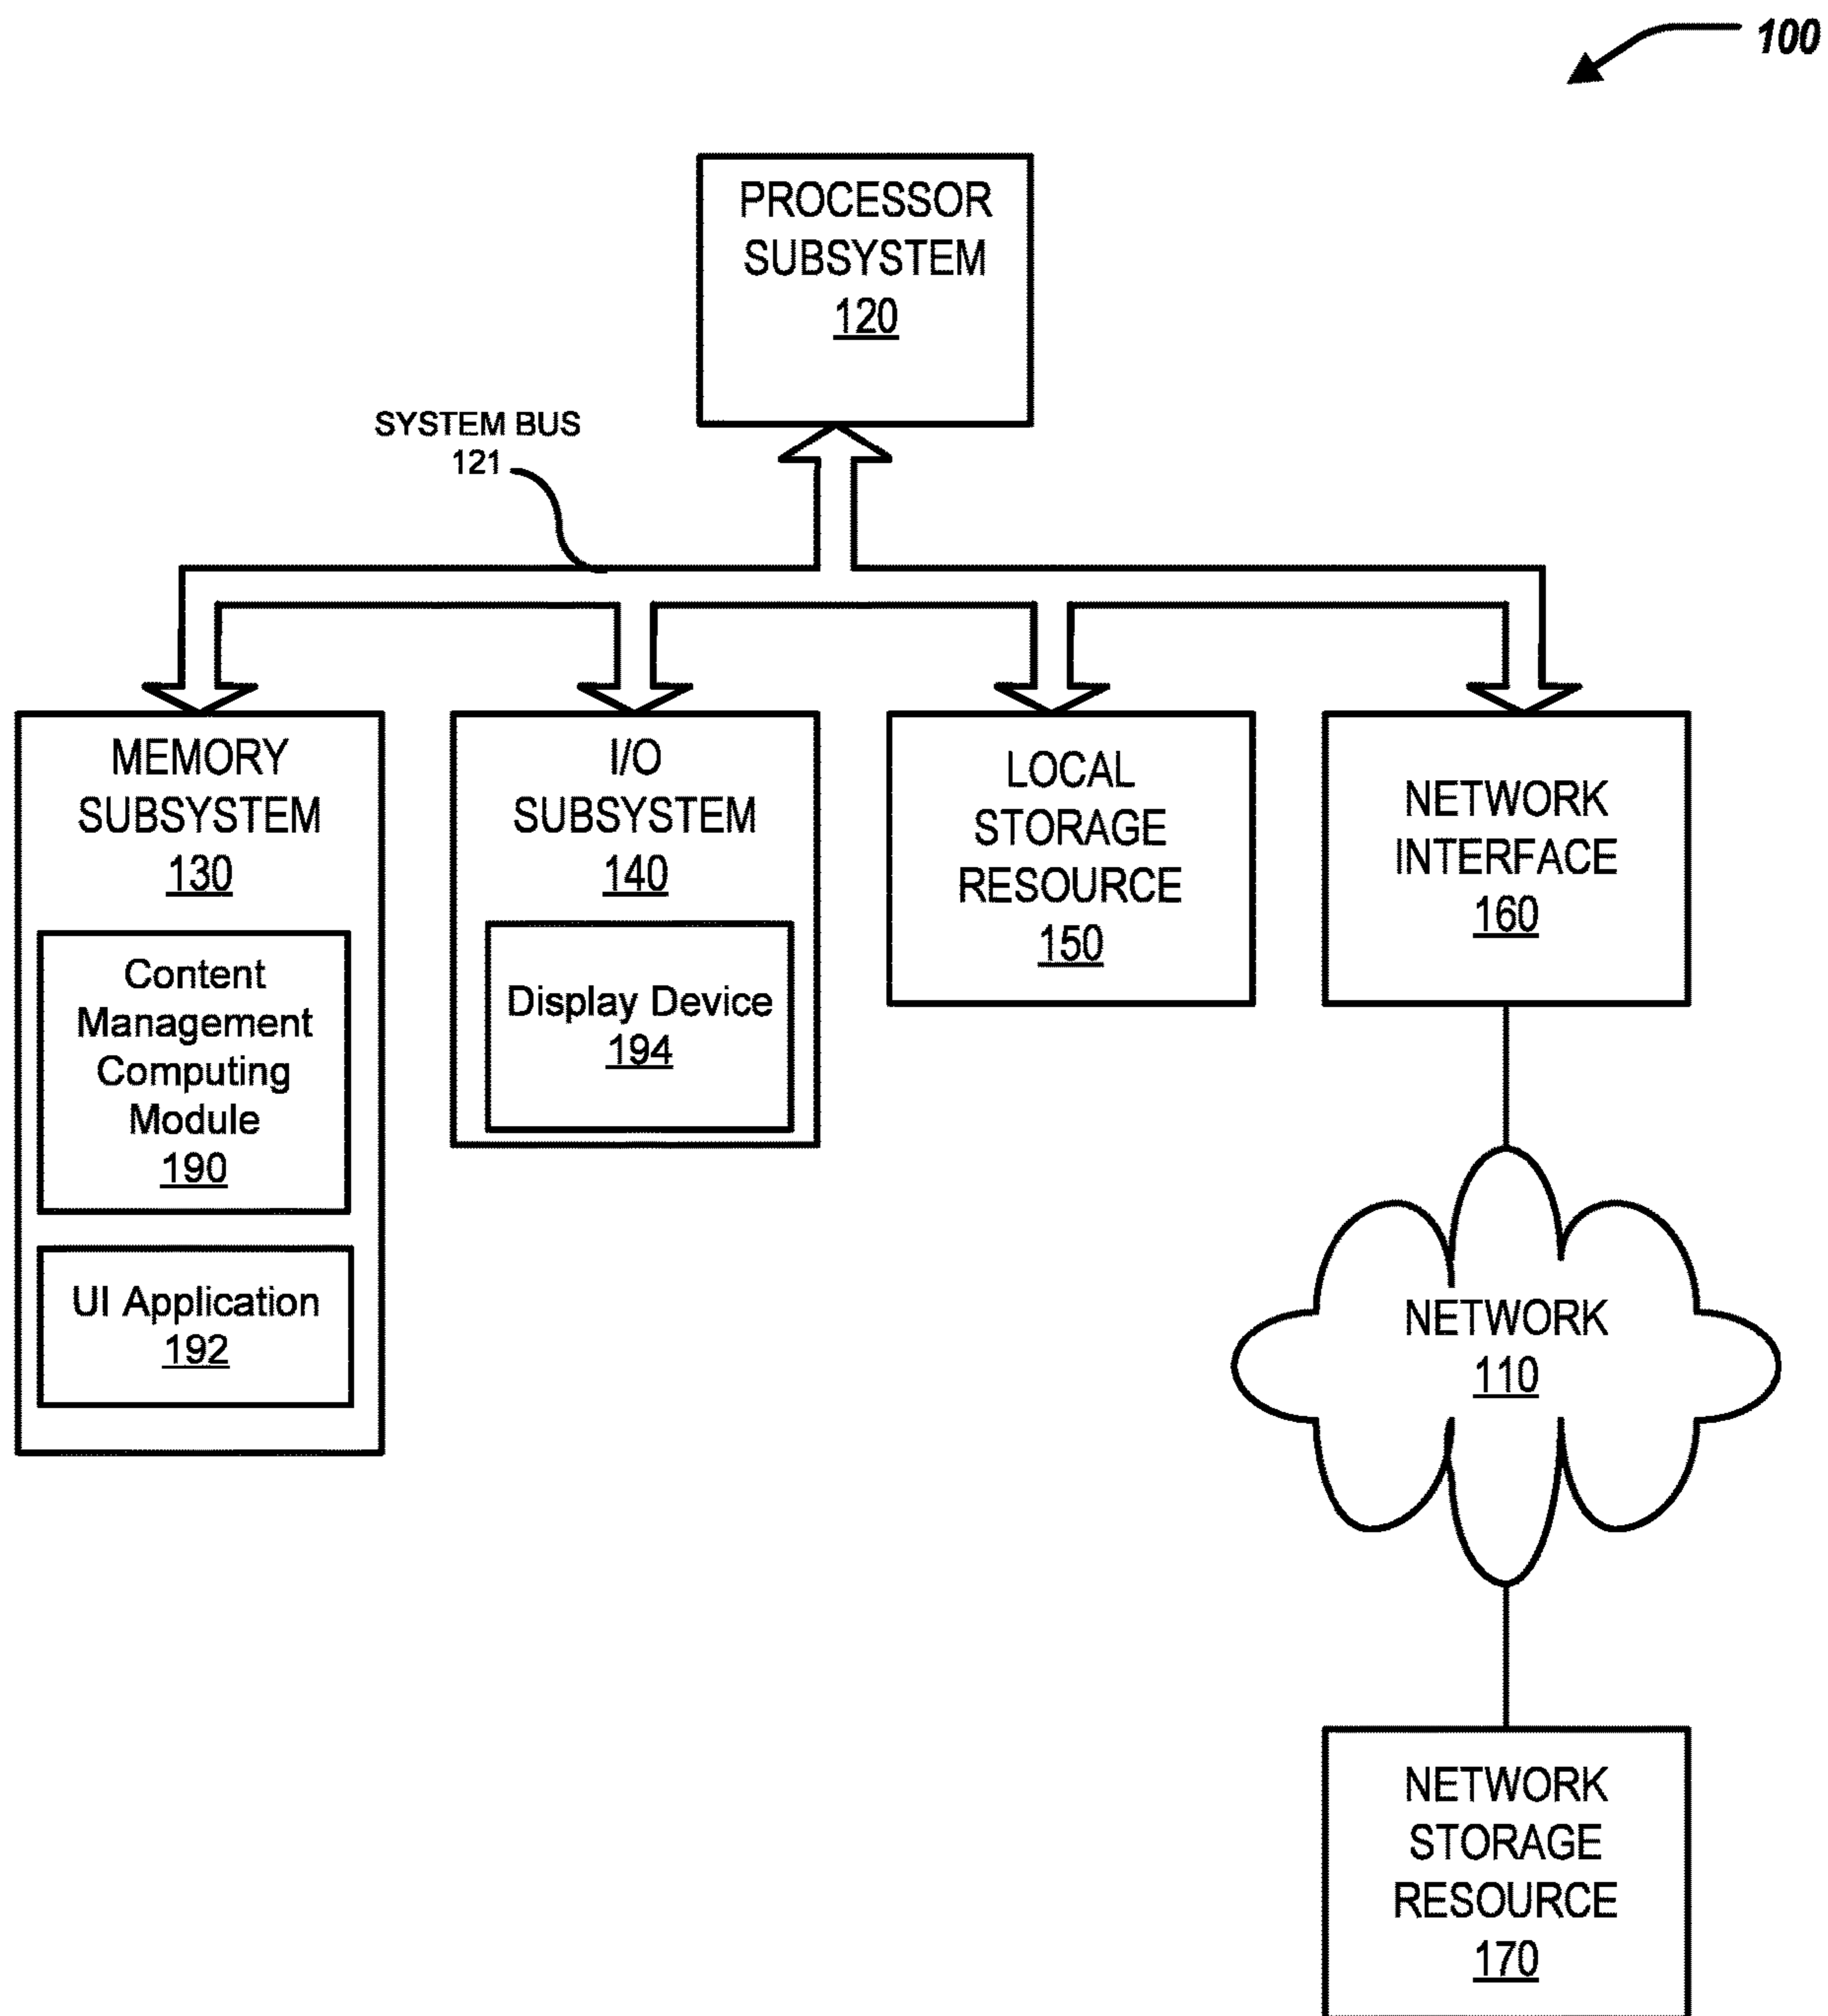 100
PROCESSOR
SUBSYSTEM
120
SYSTEM BUS
121
MEMORY
SUBSYSTEM
130
Content
Management
Computing
Module
190
UI Application
192
I/O
SUBSYSTEM
140
Display Device
194
LOCAL
STORAGE
RESOURCE
150
NETWORK
INTERFACE
160
NETWORK
110
NETWORK
STORAGE
RESOURCE
170